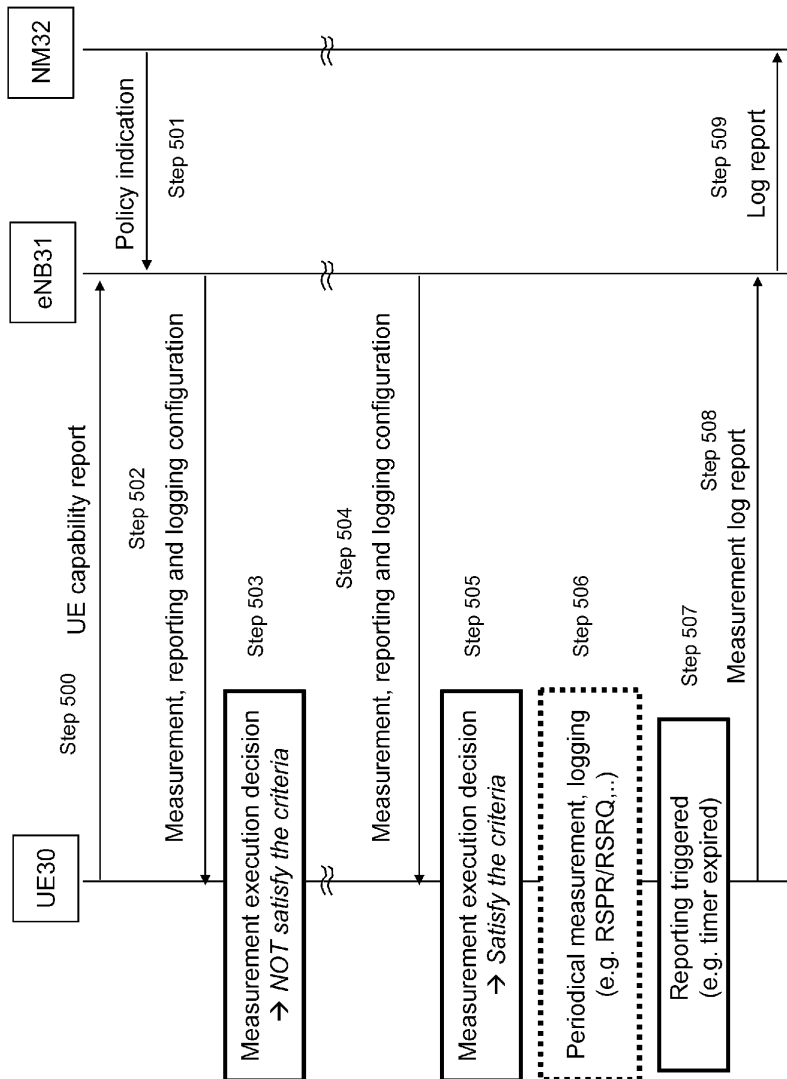 UE30
eNB31
NM32
Step 500
UE capability report
Policy indication
Step 501
Step 502
Measurement, reporting and logging configuration
Measurement execution decision
→ NOT satisfy the criteria
Step 503
Step 504
Measurement, reporting and logging configuration
Measurement execution decision
→ Satisfy the criteria
Step 505
Periodical measurement, logging
(e.g. RSPR/RSRQ,..)
Step 506
Reporting triggered
(e.g. timer expired)
Step 507
Step 508
Measurement log report
Step 509
Log report